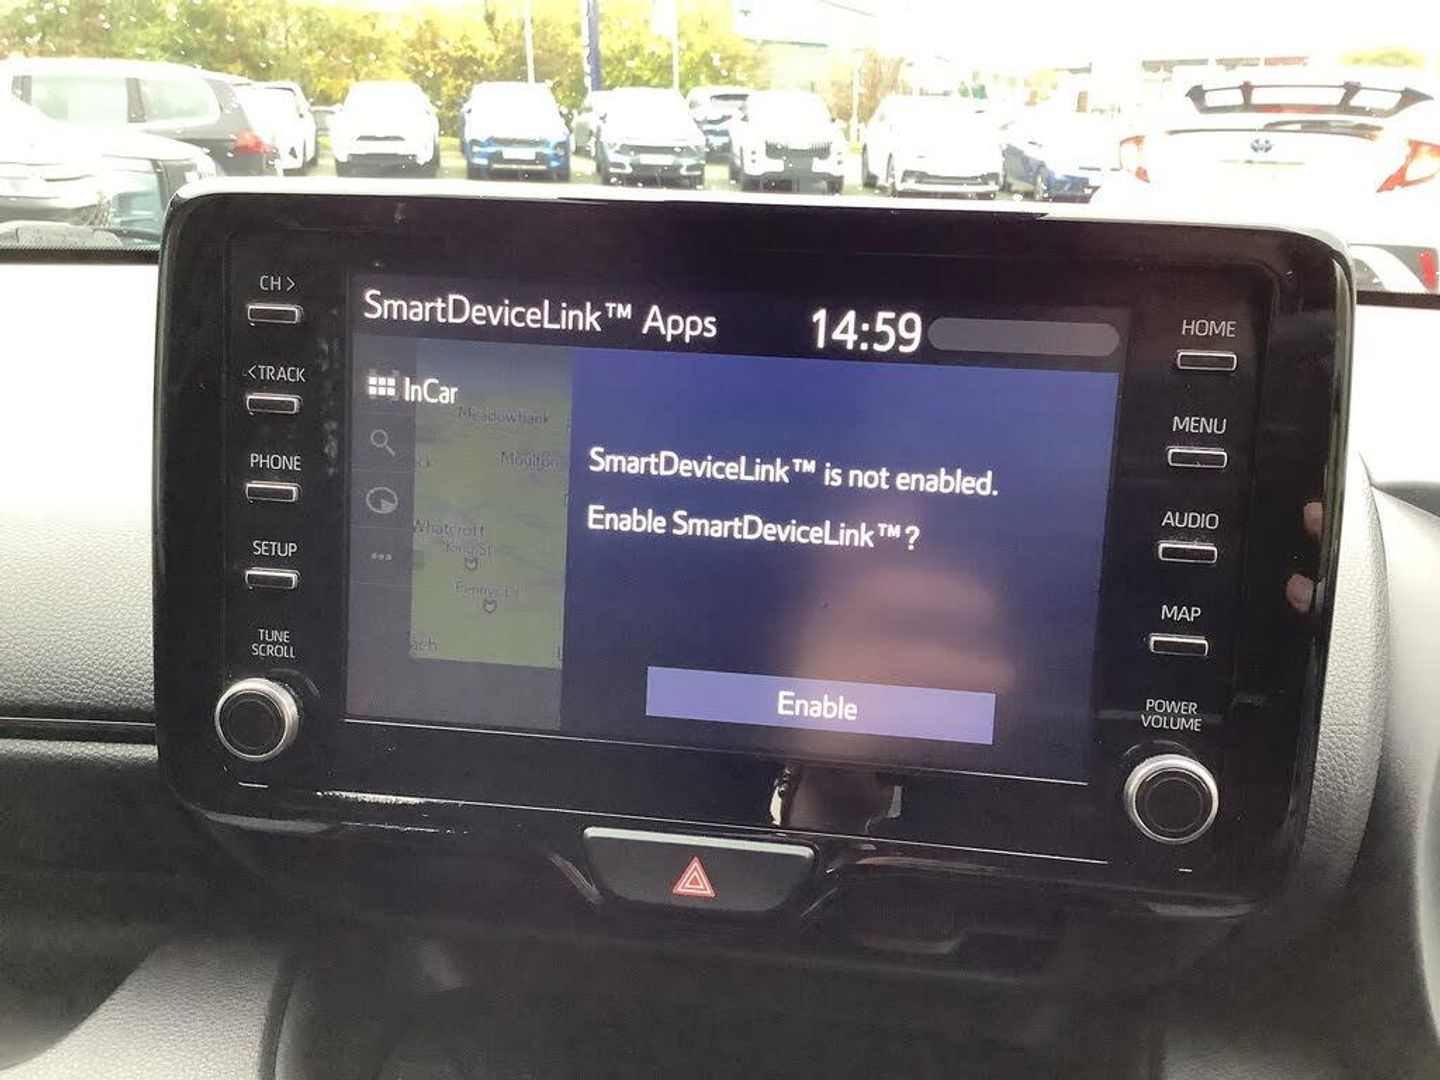 CH >
<TRACK
PHONE
SETUP
TUNE
SCROLL
SmartDeviceLink™ Apps
14:59
InCar
Meadowbank
Moulton
Whatcroft
King St
ach
SmartDeviceLink™ is not enabled.
Enable SmartDeviceLink™?
Enable
HOME
MENU
AUDIO
MAP
POWER
VOLUME